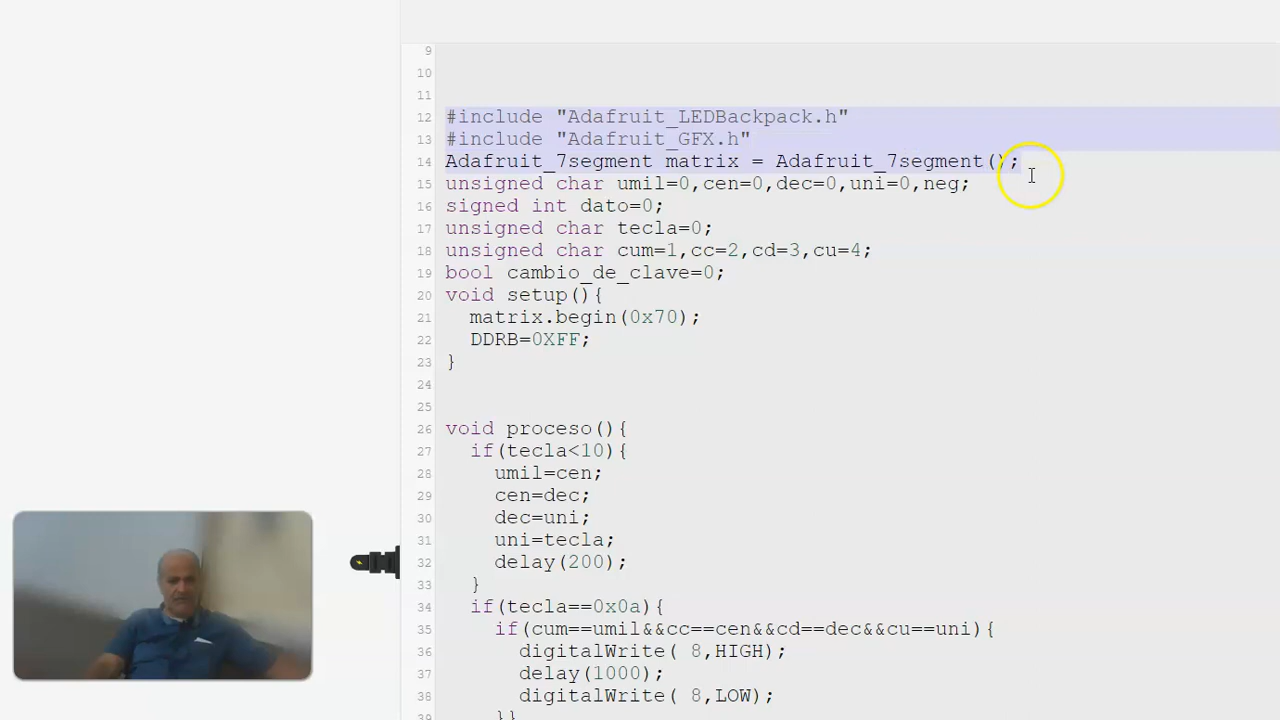 9
10
11
12 #include "Adafruit_LEDBackpack.h"
13 #include "Adafruit_GFX.h"
14 Adafruit_7segment matrix = Adafruit_7segment();
15 unsigned char umil=0,cen=0,dec=0,uni=0,neg;
16 signed int dato=0;
17 unsigned char tecla=0;
18 unsigned char cum=1,cc=2,cd=3,cu=4;
19 bool cambio_de_clave=0;
20 void setup(){
21 matrix.begin(0x70);
22 DDRB=0XFF;
23 }
24
25
26 void proceso(){
27 if(tecla<10){
28 umil=cen;
29 cen=dec;
30 dec=uni;
31 uni=tecla;
32 delay(200);
33 }
34 if(tecla==0x0a){
35 if(cum==umil&&cc==cen&&cd==dec&&cu==uni){
36 digitalWrite( 8,HIGH);
37 delay(1000);
38 digitalWrite( 8,LOW);
39 }}